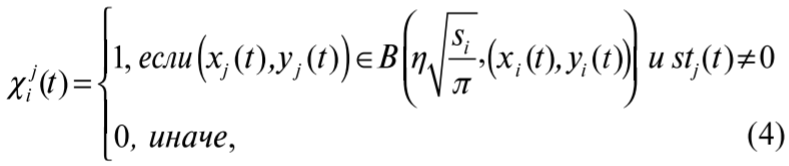 χ_i^j(t) = { 1, если (x_j(t), y_j(t)) ∈ B(η√(s_i/π), (x_i(t), y_i(t))) и st_j(t) ≠ 0
0, иначе, (4)